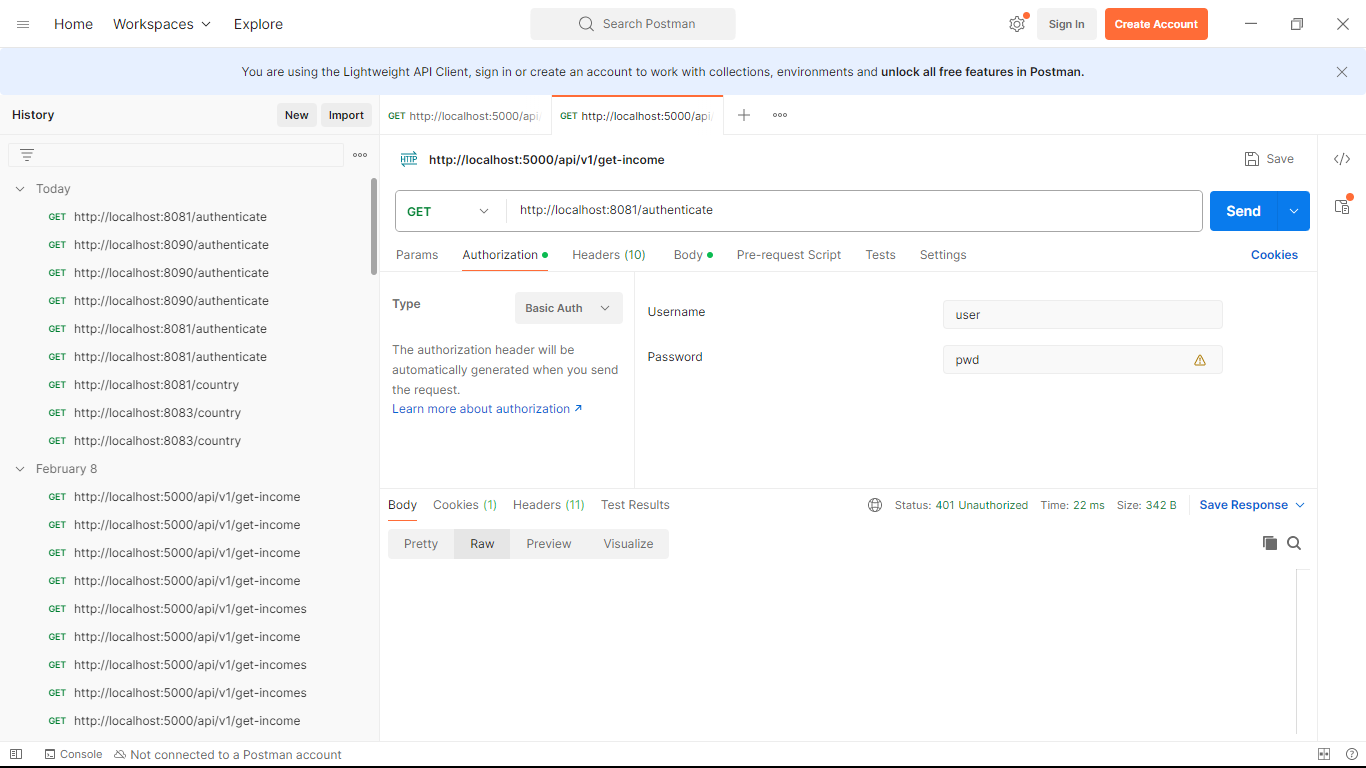 Home Workspaces Explore Search Postman Sign In Create Account
You are using the Lightweight API Client, sign in or create an account to work with collections, environments and unlock all free features in Postman.
History New Import
Today
GET http://localhost:8081/authenticate
GET http://localhost:8090/authenticate
GET http://localhost:8090/authenticate
GET http://localhost:8090/authenticate
GET http://localhost:8081/authenticate
GET http://localhost:8081/authenticate
GET http://localhost:8081/country
GET http://localhost:8083/country
GET http://localhost:8083/country
February 8
GET http://localhost:5000/api/v1/get-income
GET http://localhost:5000/api/v1/get-income
GET http://localhost:5000/api/v1/get-income
GET http://localhost:5000/api/v1/get-income
GET http://localhost:5000/api/v1/get-incomes
GET http://localhost:5000/api/v1/get-income
GET http://localhost:5000/api/v1/get-incomes
GET http://localhost:5000/api/v1/get-incomes
GET http://localhost:5000/api/v1/get-income
GET http://localhost:5000/api/ GET http://localhost:5000/api/
HTTP http://localhost:5000/api/v1/get-income Save
GET http://localhost:8081/authenticate Send
Params Authorization Headers (10) Body Pre-request Script Tests Settings Cookies
Type Basic Auth
The authorization header will be
automatically generated when you send
the request.
Learn more about authorization ↗
Username user
Password pwd
Body Cookies (1) Headers (11) Test Results Status: 401 Unauthorized Time: 22 ms Size: 342 B Save Response
Pretty Raw Preview Visualize
Console Not connected to a Postman account